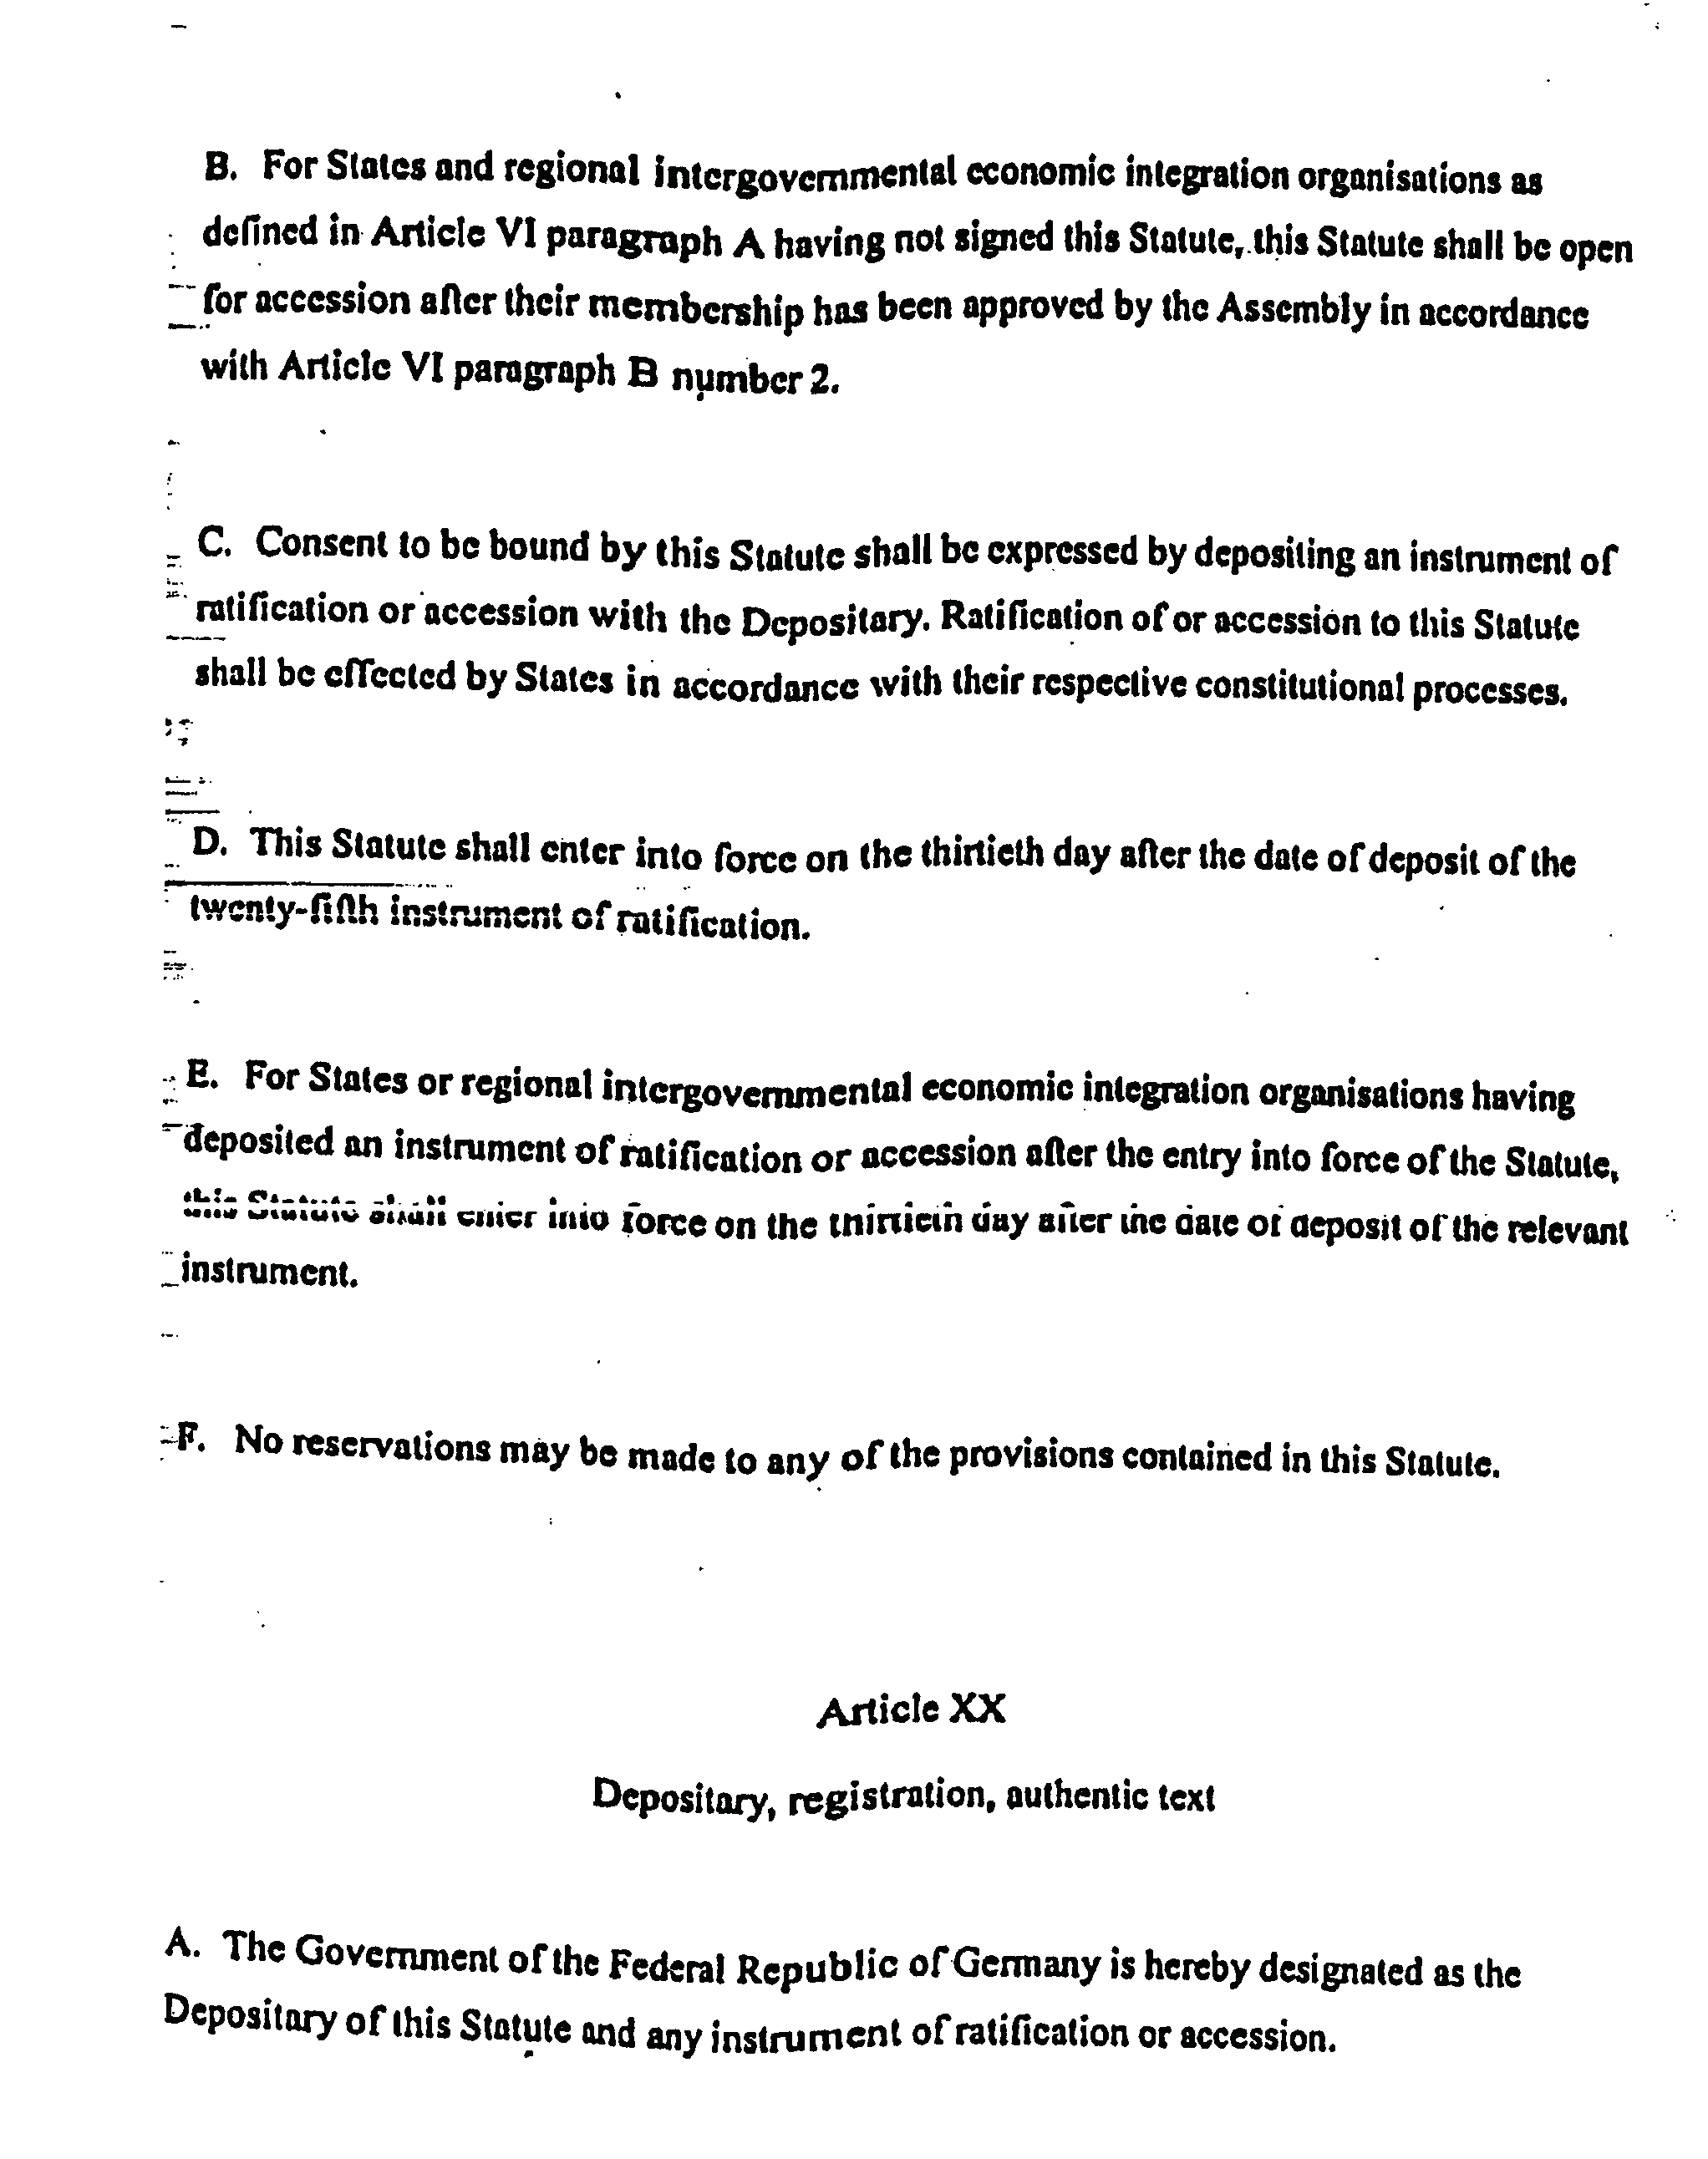 B. For States and regional intergovernmental economic integration organisations as
defined in Article VI paragraph A having not signed this Statute, this Statute shall be open
for accession after their membership has been approved by the Assembly in accordance
with Article VI paragraph B number 2.
C. Consent to be bound by this Statute shall be expressed by depositing an instrument of
ratification or accession with the Depositary. Ratification of or accession to this Statute
shall be effected by States in accordance with their respective constitutional processes.
D. This Statute shall enter into force on the thirtieth day after the date of deposit of the
twenty-fifth instrument of ratification.
E. For States or regional intergovernmental economic integration organisations having
deposited an instrument of ratification or accession after the entry into force of the Statute,
this Statute shall enter into force on the thirtieth day after the date of deposit of the relevant
instrument.
F. No reservations may be made to any of the provisions contained in this Statute.
Article XX
Depositary, registration, authentic text
A. The Government of the Federal Republic of Germany is hereby designated as the
Depositary of this Statute and any instrument of ratification or accession.